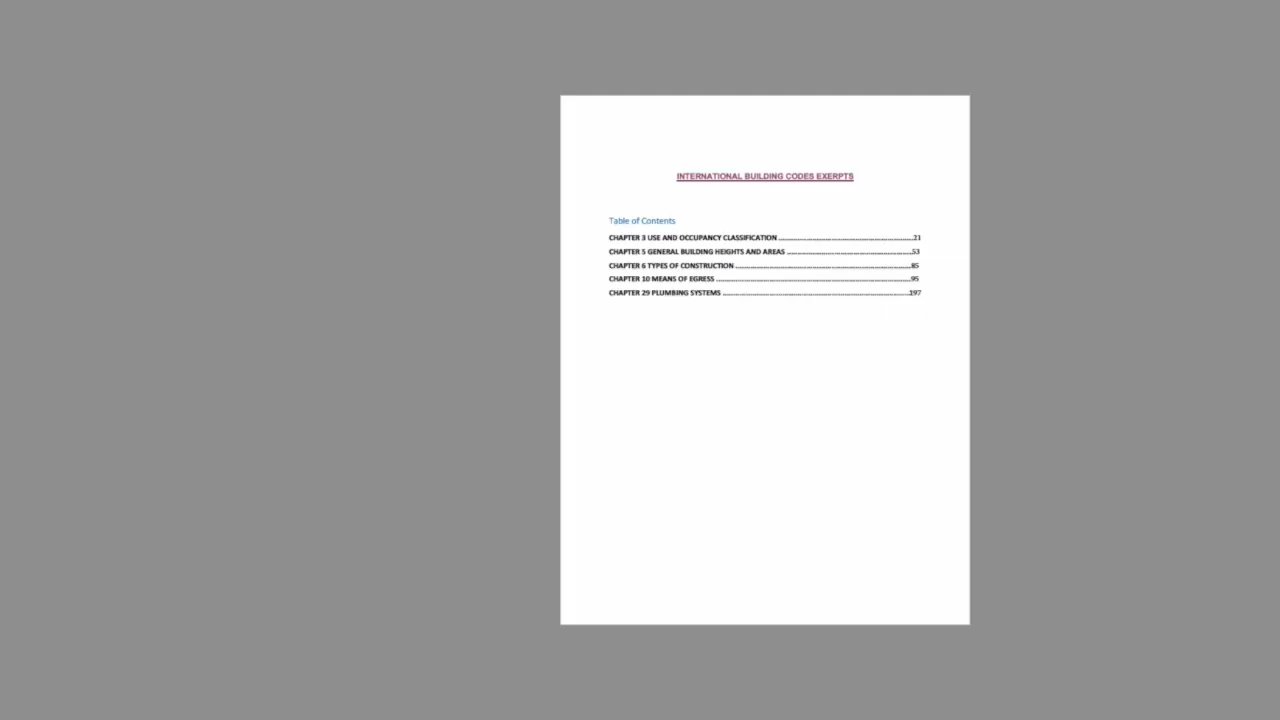 INTERNATIONAL BUILDING CODES EXERPTS
Table of Contents
CHAPTER 3 USE AND OCCUPANCY CLASSIFICATION ........................................................21
CHAPTER 5 GENERAL BUILDING HEIGHTS AND AREAS ....................................................53
CHAPTER 6 TYPES OF CONSTRUCTION ........................................................................85
CHAPTER 10 MEANS OF EGRESS ................................................................................95
CHAPTER 29 PLUMBING SYSTEMS .............................................................................197